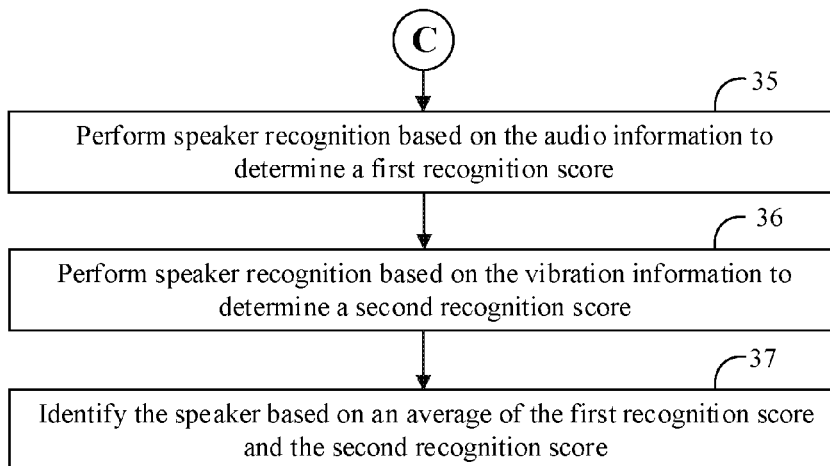 C
35
Perform speaker recognition based on the audio information to
determine a first recognition score
36
Perform speaker recognition based on the vibration information to
determine a second recognition score
37
Identify the speaker based on an average of the first recognition score
and the second recognition score